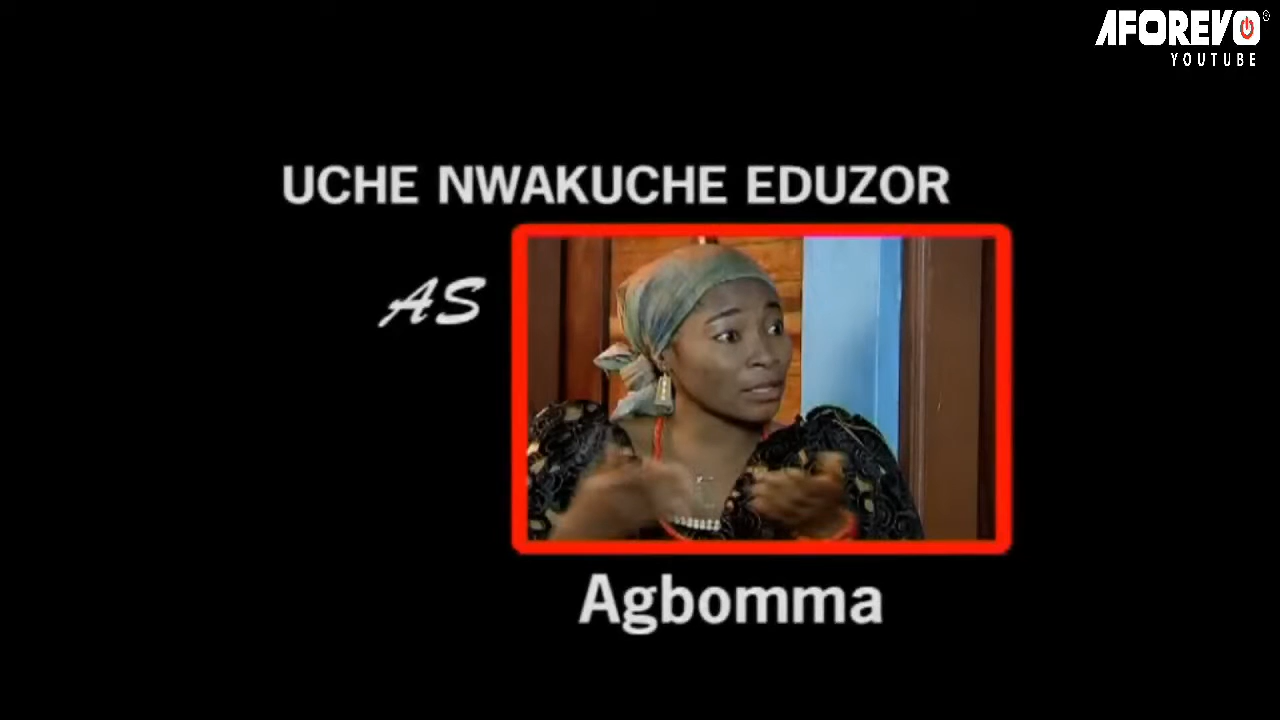 AFOREVO
YOUTUBE
UCHE NWAKUCHE EDUZOR
AS
Agbomma